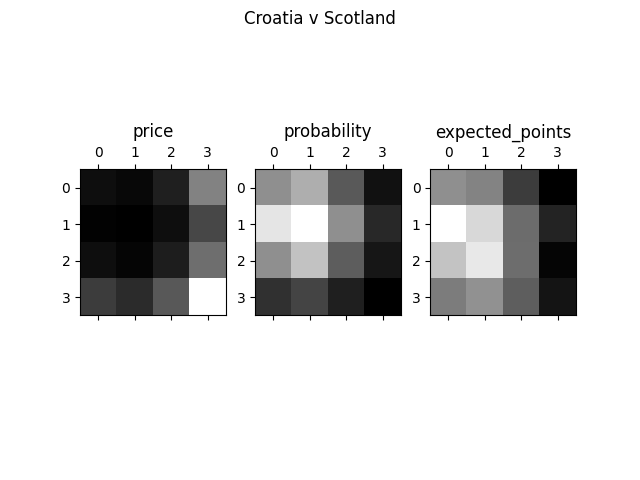 Croatia v Scotland
price probability expected_points
0 1 2 3 0 1 2 3 0 1 2 3
0 0 0
1 1 1
2 2 2
3 3 3